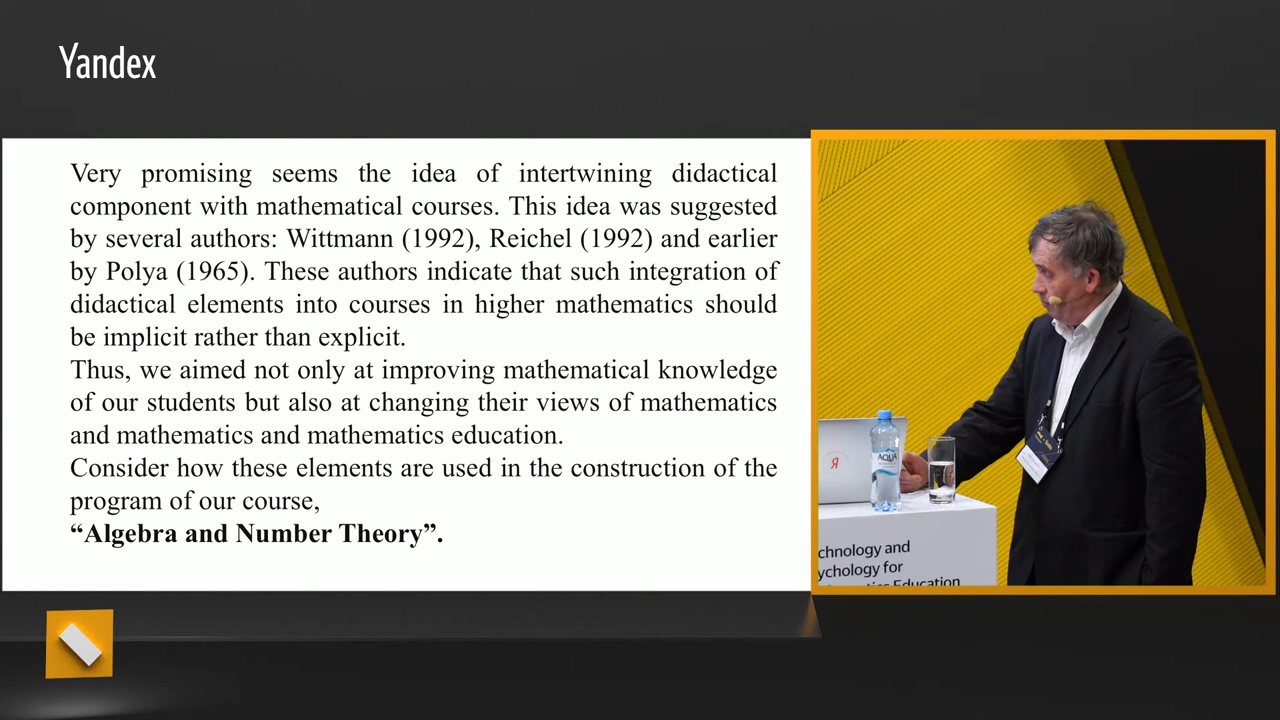 Yandex
Very promising seems the idea of intertwining didactical
component with mathematical courses. This idea was suggested
by several authors: Wittmann (1992), Reichel (1992) and earlier
by Polya (1965). These authors indicate that such integration of
didactical elements into courses in higher mathematics should
be implicit rather than explicit.
Thus, we aimed not only at improving mathematical knowledge
of our students but also at changing their views of mathematics
and mathematics and mathematics education.
Consider how these elements are used in the construction of the
program of our course,
“Algebra and Number Theory”.
Я
AQUA
chnology and
ychology for
Education